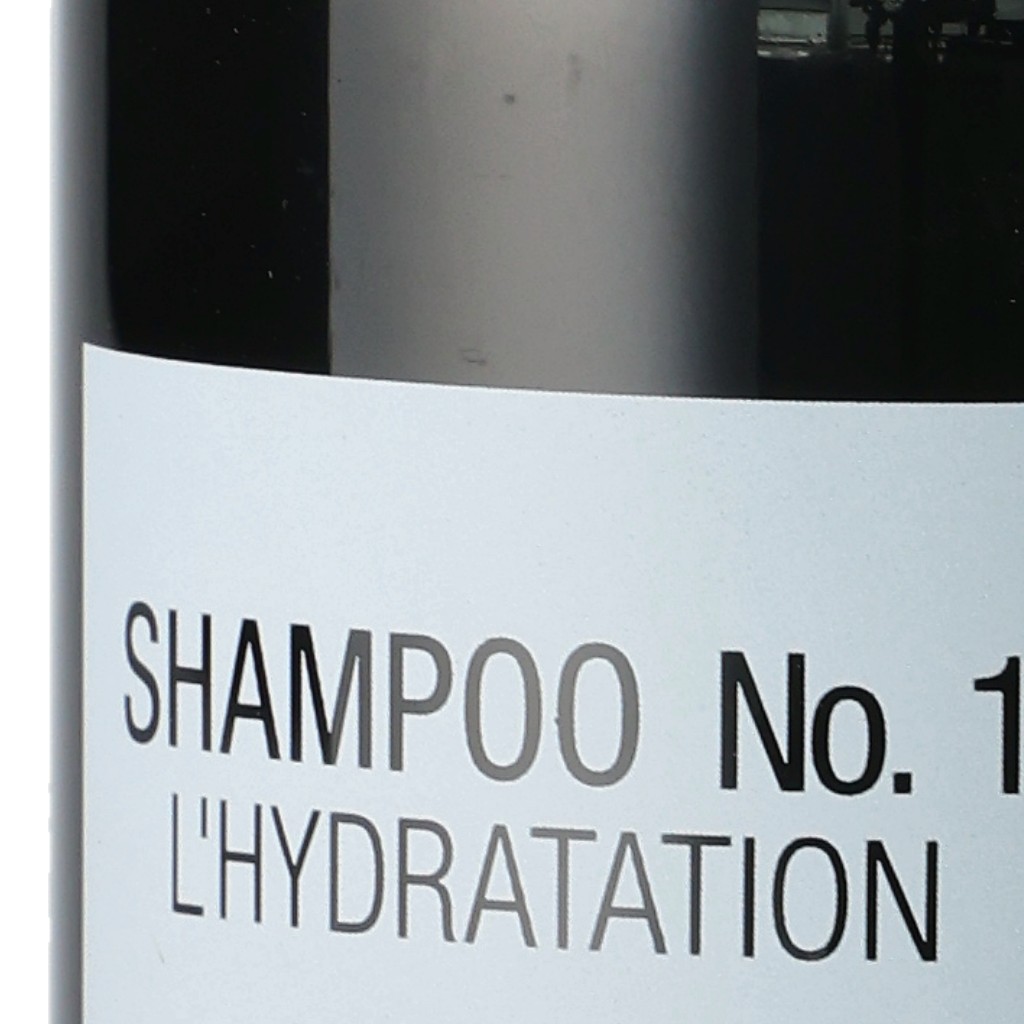 SHAMPOO No. 1
L'HYDRATATION